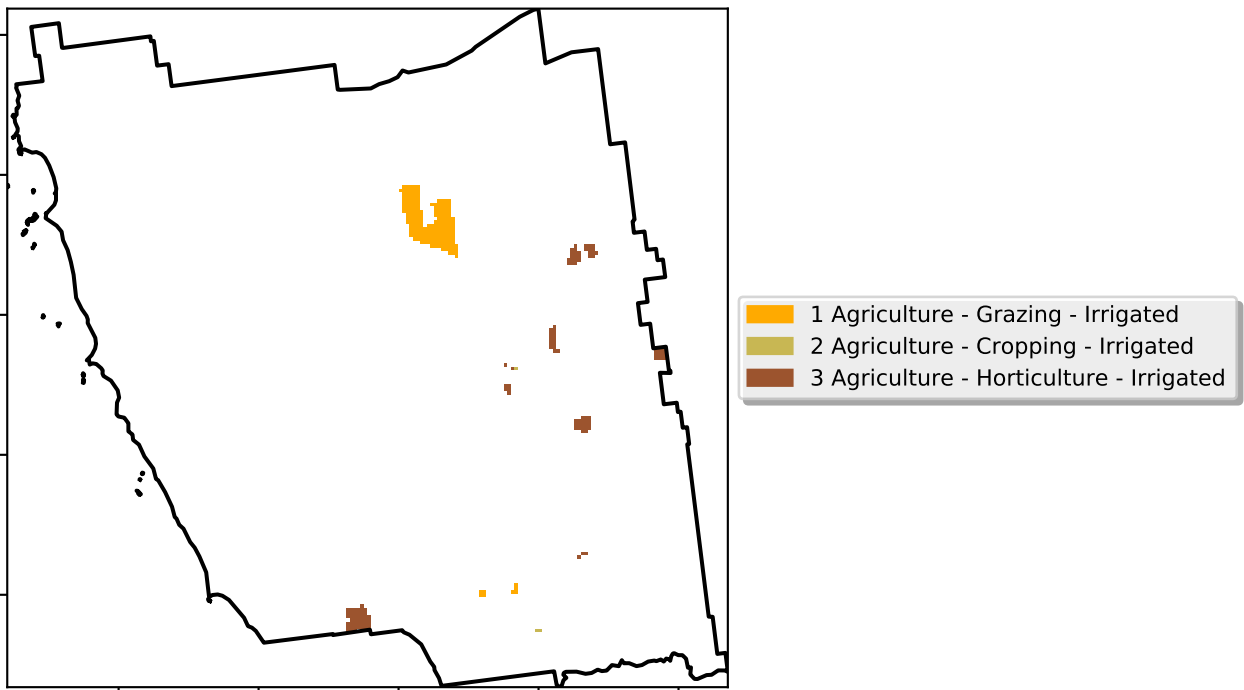 1 Agriculture - Grazing - Irrigated
2 Agriculture - Cropping - Irrigated
3 Agriculture - Horticulture - Irrigated